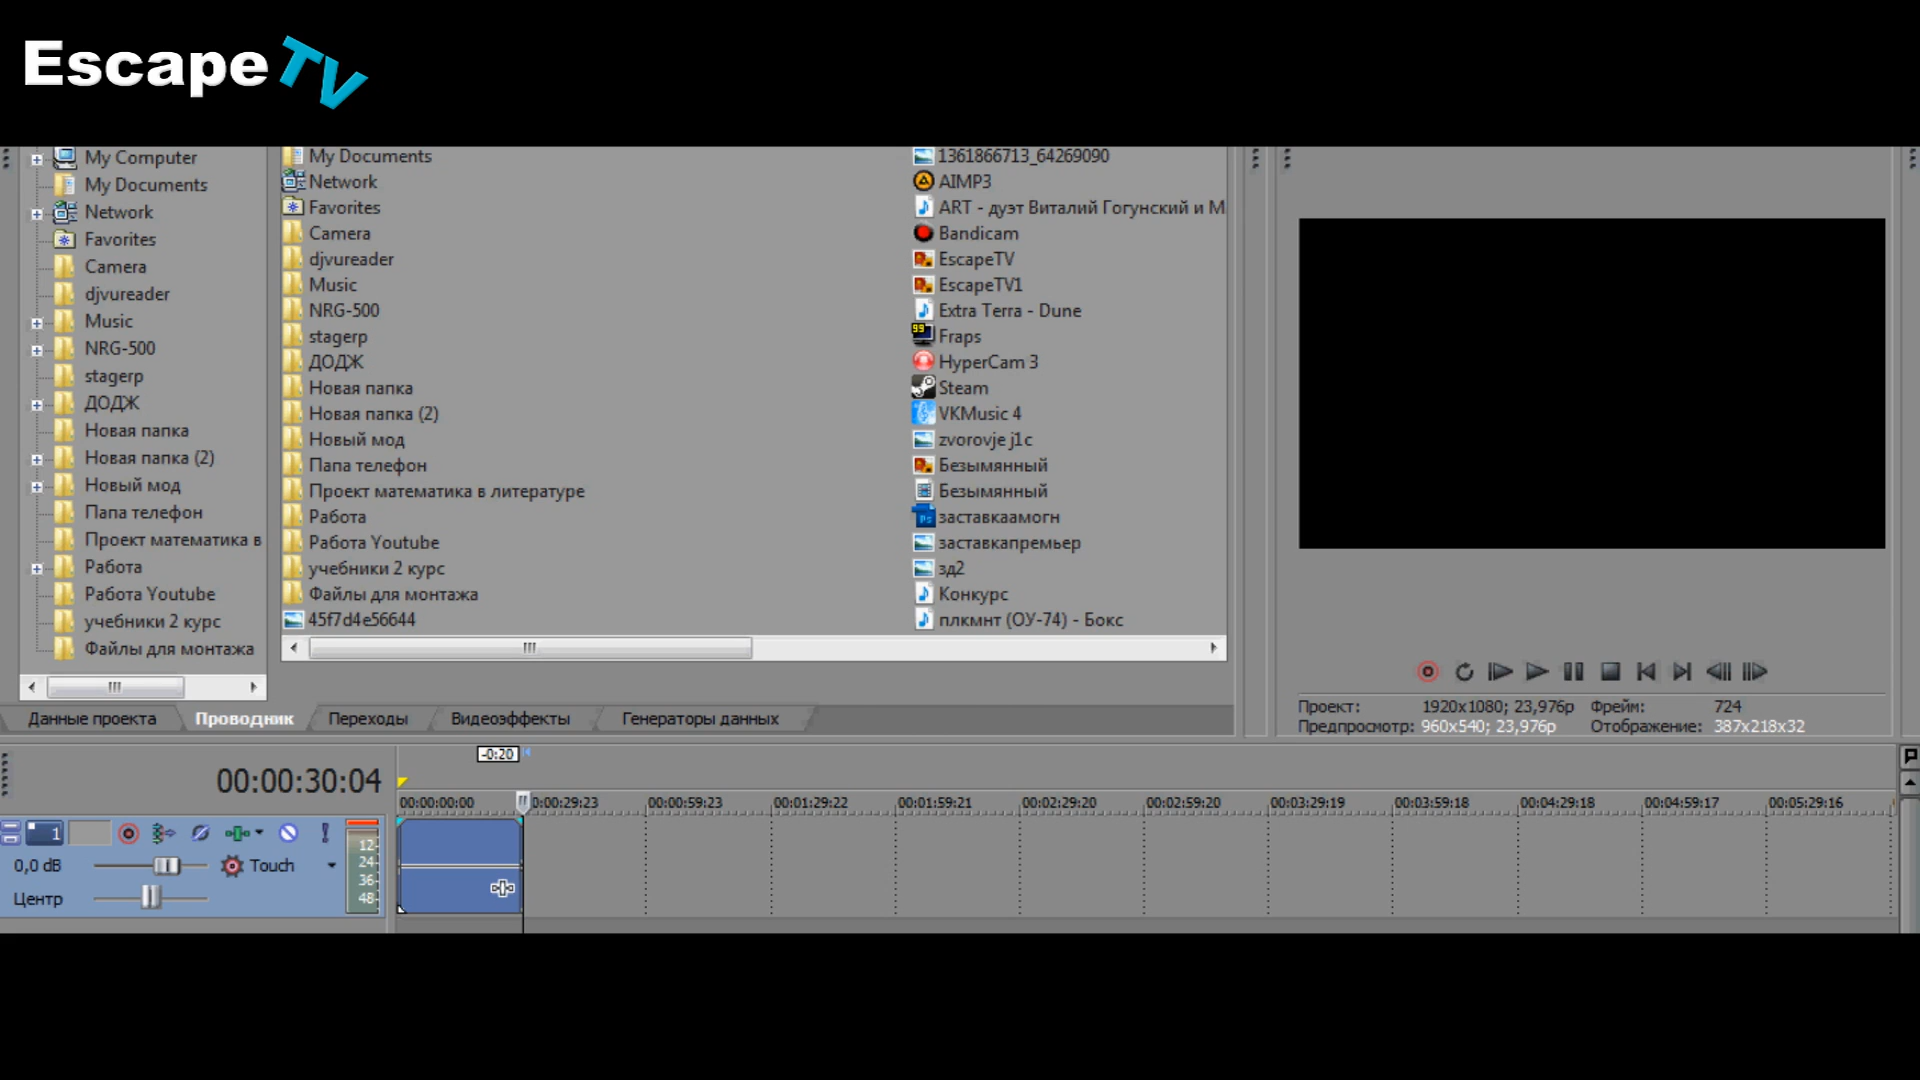 EscapeTV
My Computer
My Documents
Network
Favorites
Camera
djvureader
Music
NRG-500
stagerp
ДОДЖ
Новая папка
Новая папка (2)
Новый мод
Папа телефон
Проект математика в
Работа
Работа Youtube
учебники 2 курс
Файлы для монтажа
My Documents
Network
Favorites
Camera
djvureader
Music
NRG-500
stagerp
ДОДЖ
Новая папка
Новая папка (2)
Новый мод
Папа телефон
Проект математика в литературе
Работа
Работа Youtube
учебники 2 курс
Файлы для монтажа
45f7d4e56644
1361866713_64269090
AIMP3
ART - дуэт Виталий Гогунский и М
Bandicam
EscapeTV
EscapeTV1
Extra Terra - Dune
99 Fraps
HyperCam 3
Steam
VKMusic 4
zvorovje j1c
Безымянный
Безымянный
Ps заставкаамогн
заставкапремьер
зд2
Конкурс
плкмнт (ОУ-74) - Бокс
Данные проекта Проводник Переходы Видеоэффекты Генераторы данных
Проект: 1920x1080; 23,976p Фрейм: 724
Предпросмотр: 960x540; 23,976p Отображение: 387x218x32
-0:20
00:00:30:04
00:00:00:00 0:00:29:23 00:00:59:23 00:01:29:22 00:01:59:21 00:02:29:20 00:02:59:20 00:03:29:19 00:03:59:18 00:04:29:18 00:04:59:17 00:05:29:16
1
0,0 dB Touch
Центр
12
24
36
48